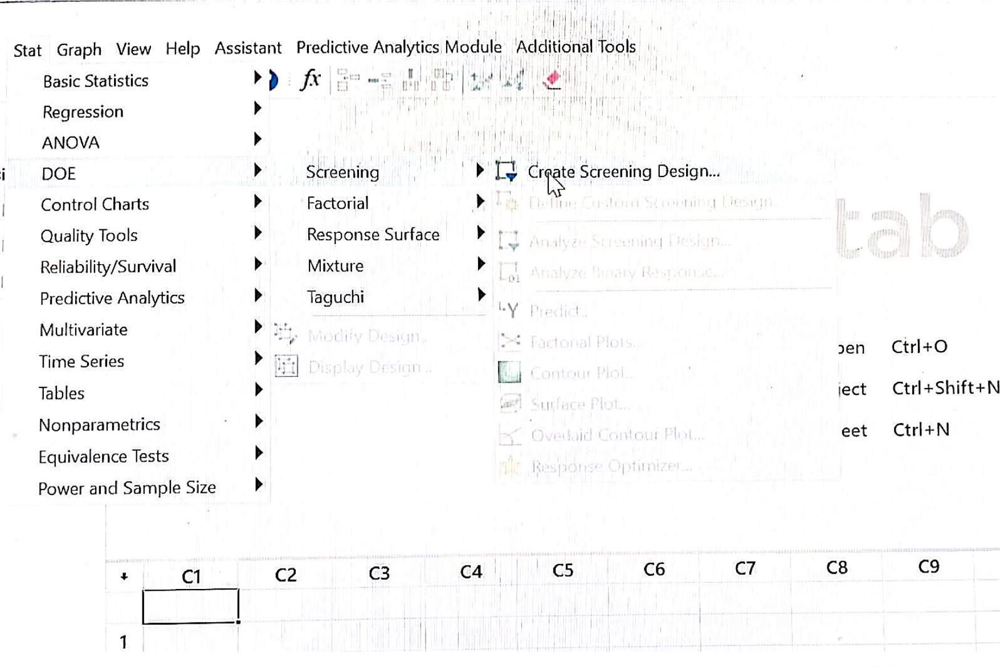 Stat Graph View Help Assistant Predictive Analytics Module Additional Tools
Basic Statistics
fx
Regression
ANOVA
DOE
Control Charts
Quality Tools
Reliability/Survival
Predictive Analytics
Multivariate
Time Series
Tables
Nonparametrics
Equivalence Tests
Power and Sample Size
Screening
Factorial
Response Surface
Mixture
Taguchi
Modify Design...
Display Design...
Create Screening Design...
Define Custom Screening Design...
Analyze Screening Design...
Analyze Binary Response...
Predict...
Factorial Plots...
Contour Plot...
Surface Plot...
Overlaid Contour Plot...
Response Optimizer...
tab
pen Ctrl+O
ject Ctrl+Shift+N
eet Ctrl+N
C1 C2 C3 C4 C5 C6 C7 C8 C9
1